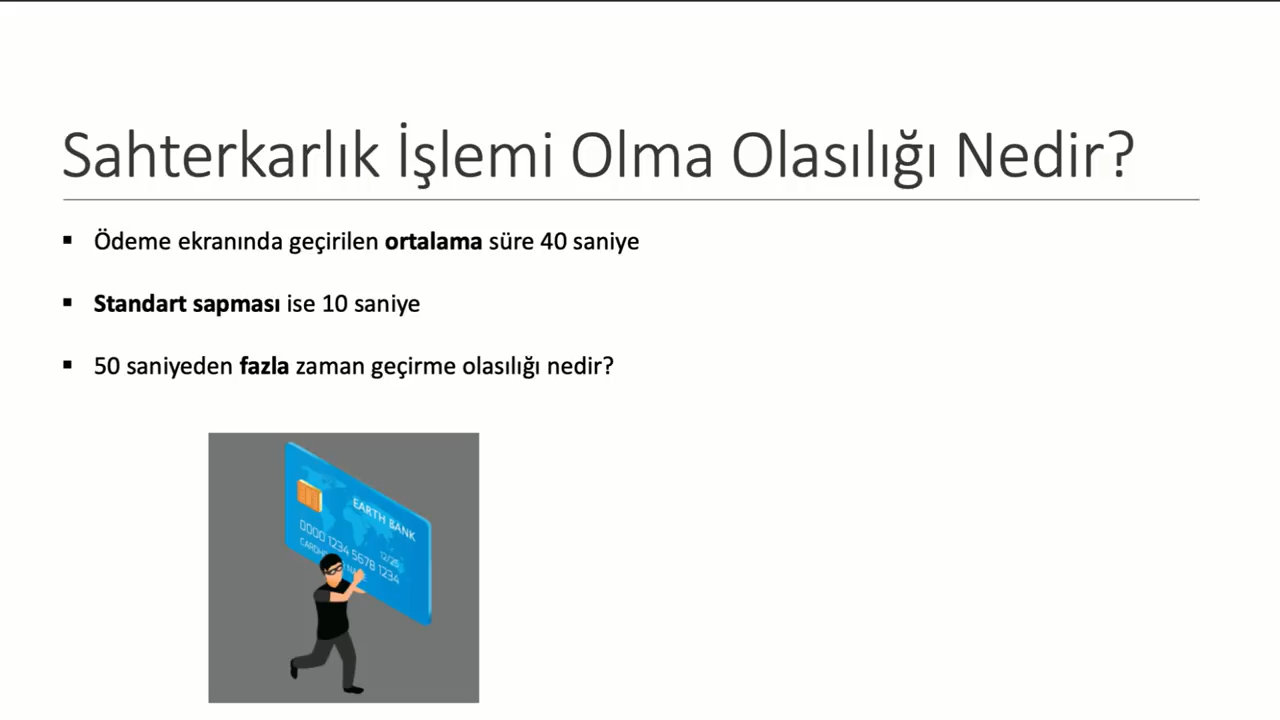 Sahterkarlık İşlemi Olma Olasılığı Nedir?
▪ Ödeme ekranında geçirilen ortalama süre 40 saniye
▪ Standart sapması ise 10 saniye
▪ 50 saniyeden fazla zaman geçirme olasılığı nedir?
EARTH BANK
0000 1234 5678 1234
12/25